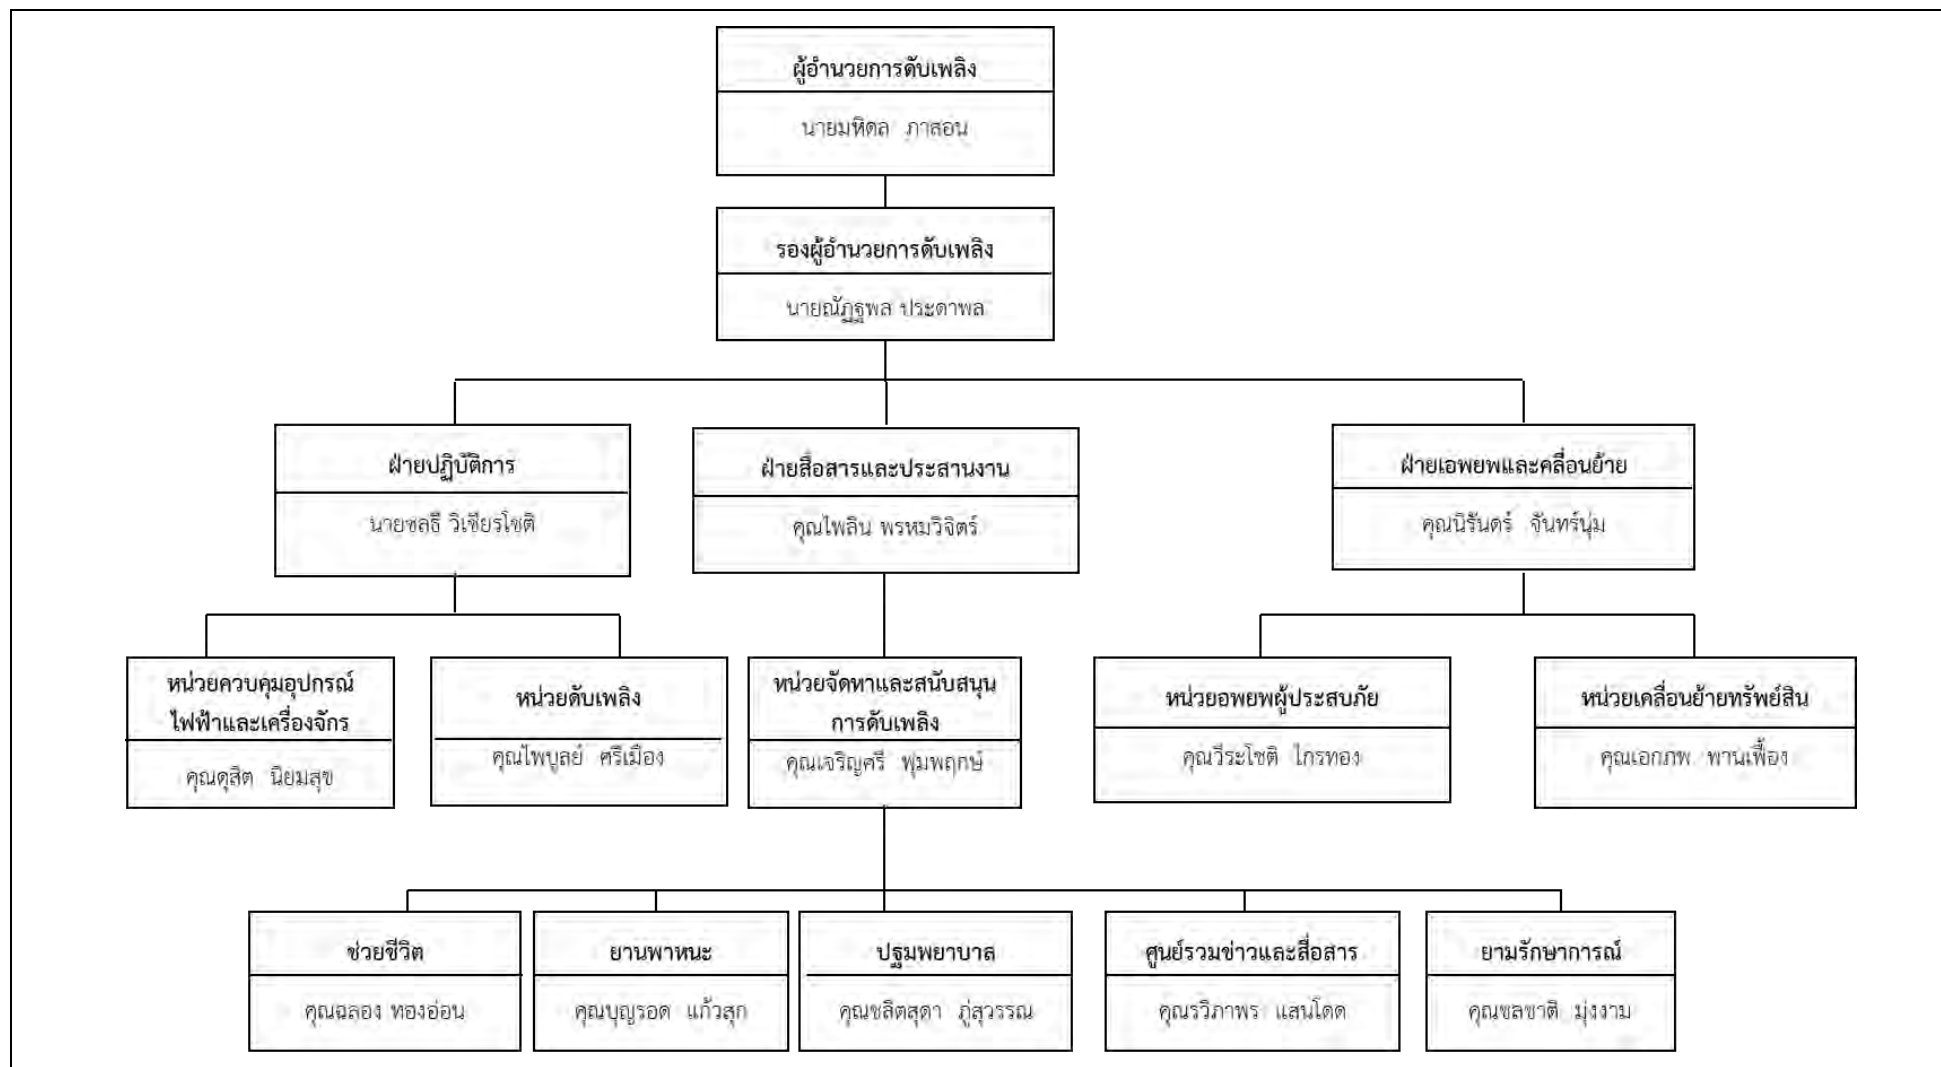 ผู้อำนวยการดับเพลิง
นายมหิดล ภาสอน
รองผู้อำนวยการดับเพลิง
นายณัฏฐพล ประดาพล
ฝ่ายปฏิบัติการ
นายชลธี วิเชียรโชติ
ฝ่ายสื่อสารและประสานงาน
คุณไพลิน พรหมวิจิตร์
ฝ่ายเอพยพและคลื่อนย้าย
คุณนิรันดร์ จันทร์นุ่ม
หน่วยควบคุมอุปกรณ์
ไฟฟ้าและเครื่องจักร
คุณดุสิต นิยมสุข
หน่วยดับเพลิง
คุณไพบูลย์ ศรีเมือง
หน่วยจัดหาและสนับสนุน
การดับเพลิง
คุณเจริญศรี พุ่มพฤกษ์
หน่วยอพยพผู้ประสบภัย
คุณวีระโชติ ไกรทอง
หน่วยเคลื่อนย้ายทรัพย์สิน
คุณเอกภพ พานเฟื้อง
ช่วยชีวิต
คุณฉลอง ทองอ่อน
ยานพาหนะ
คุณบุญรอด แก้วสุก
ปฐมพยาบาล
คุณชลิตสุดา ภู่สุวรรณ
ศูนย์รวมข่าวและสื่อสาร
คุณรวิภาพร แสนโดด
ยามรักษาการณ์
คุณชลชาติ มุ่งงาม